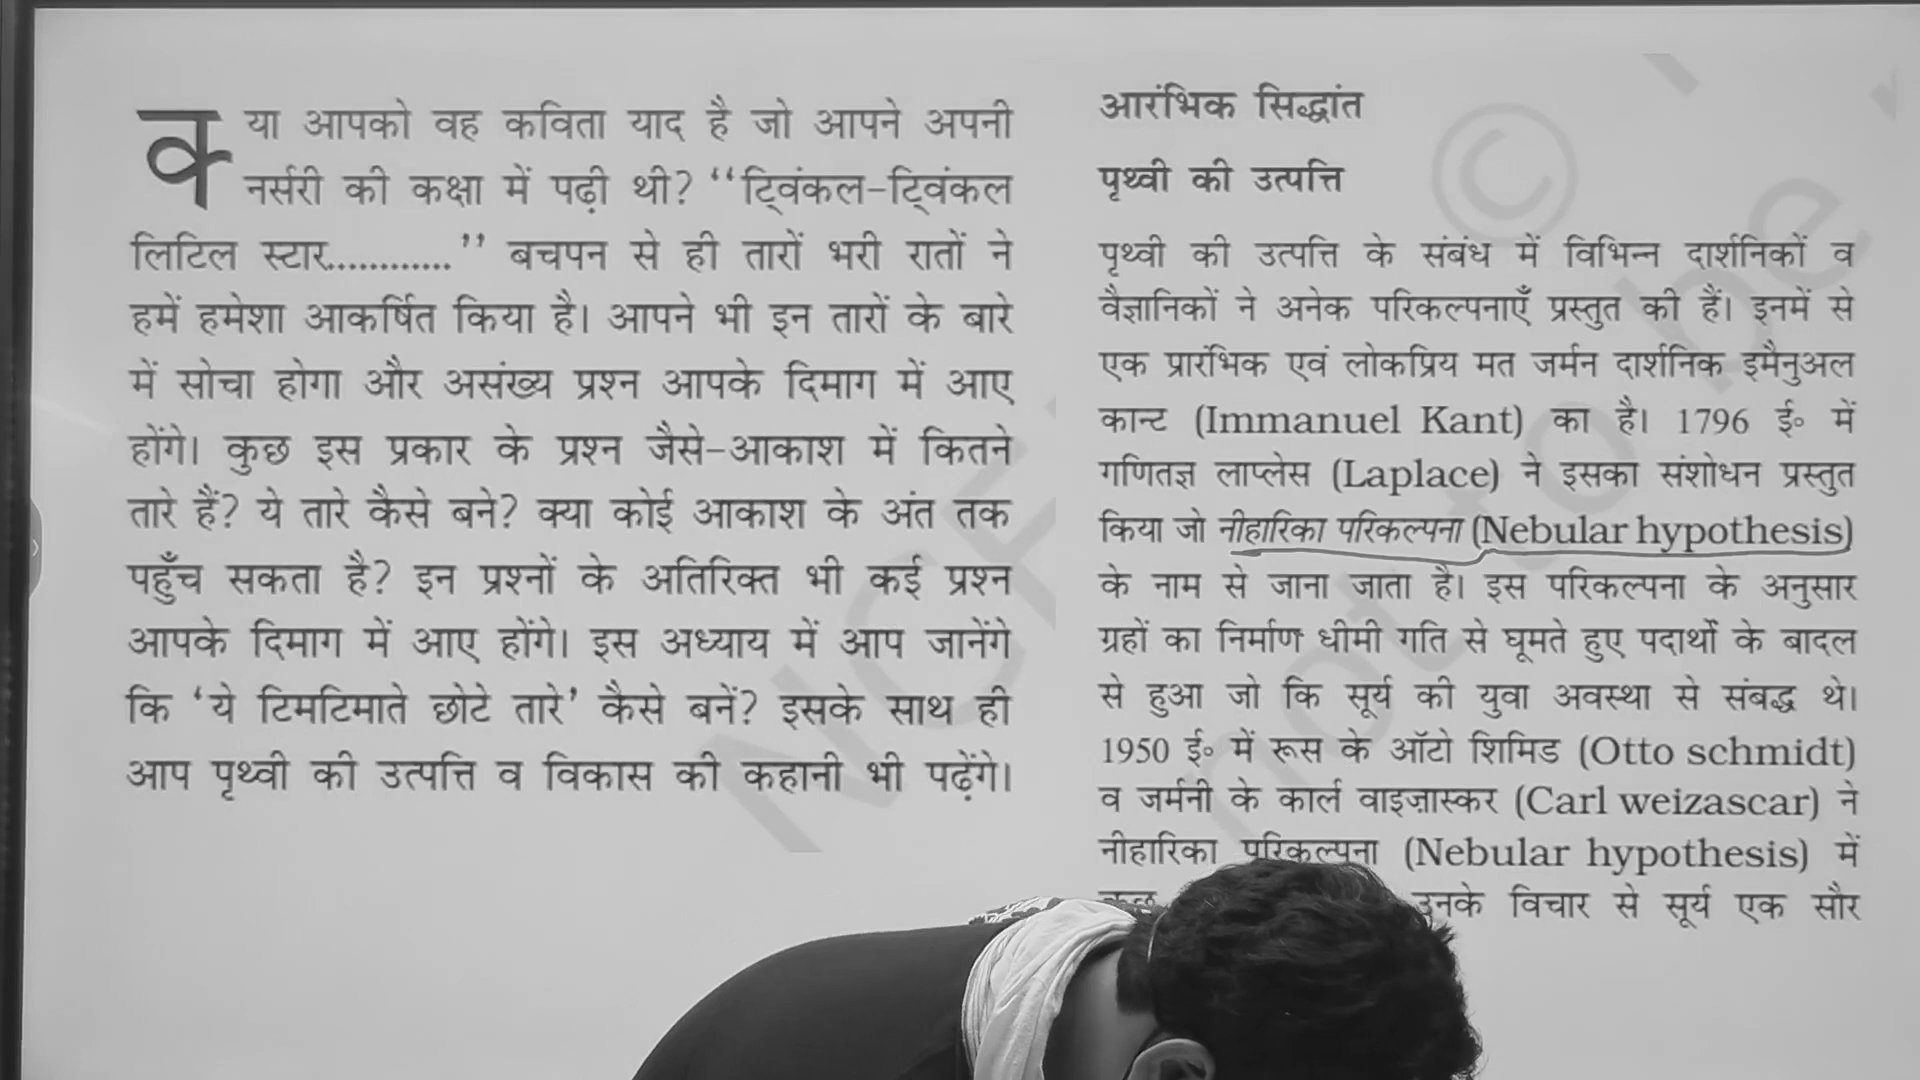 क्या आपको वह कविता याद है जो आपने अपनी
नर्सरी की कक्षा में पढ़ी थी? “ट्विंकल-ट्विंकल
लिटिल स्टार............” बचपन से ही तारों भरी रातों ने
हमें हमेशा आकर्षित किया है। आपने भी इन तारों के बारे
में सोचा होगा और असंख्य प्रश्न आपके दिमाग में आए
होंगे। कुछ इस प्रकार के प्रश्न जैसे-आकाश में कितने
तारे हैं? ये तारे कैसे बने? क्या कोई आकाश के अंत तक
पहुँच सकता है? इन प्रश्नों के अतिरिक्त भी कई प्रश्न
आपके दिमाग में आए होंगे। इस अध्याय में आप जानेंगे
कि ‘ये टिमटिमाते छोटे तारे’ कैसे बनें? इसके साथ ही
आप पृथ्वी की उत्पत्ति व विकास की कहानी भी पढ़ेंगे।
आरंभिक सिद्धांत
पृथ्वी की उत्पत्ति
पृथ्वी की उत्पत्ति के संबंध में विभिन्न दार्शनिकों व
वैज्ञानिकों ने अनेक परिकल्पनाएँ प्रस्तुत की हैं। इनमें से
एक प्रारंभिक एवं लोकप्रिय मत जर्मन दार्शनिक इमैनुअल
कान्ट (Immanuel Kant) का है। 1796 ई० में
गणितज्ञ लाप्लेस (Laplace) ने इसका संशोधन प्रस्तुत
किया जो नीहारिका परिकल्पना (Nebular hypothesis)
के नाम से जाना जाता है। इस परिकल्पना के अनुसार
ग्रहों का निर्माण धीमी गति से घूमते हुए पदार्थों के बादल
से हुआ जो कि सूर्य की युवा अवस्था से संबद्ध थे।
1950 ई० में रूस के ऑटो शिमिड (Otto schmidt)
व जर्मनी के कार्ल वाइज़ास्कर (Carl weizascar) ने
नीहारिका परिकल्पना (Nebular hypothesis) में
उनके विचार से सूर्य एक सौर
© not to be